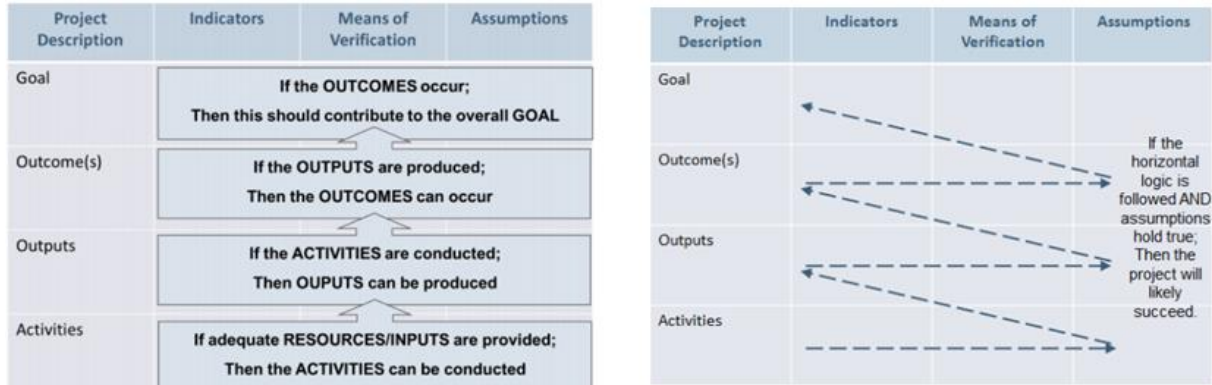 Project Description
Indicators
Means of Verification
Assumptions
Goal
If the OUTCOMES occur;
Then this should contribute to the overall GOAL
Outcome(s)
If the OUTPUTS are produced;
Then the OUTCOMES can occur
Outputs
If the ACTIVITIES are conducted;
Then OUPUTS can be produced
Activities
If adequate RESOURCES/INPUTS are provided;
Then the ACTIVITIES can be conducted
Project Description
Indicators
Means of Verification
Assumptions
Goal
Outcome(s)
Outputs
Activities
If the
horizontal
logic is
followed AND
assumptions
hold true;
Then the
project will
likely
succeed.